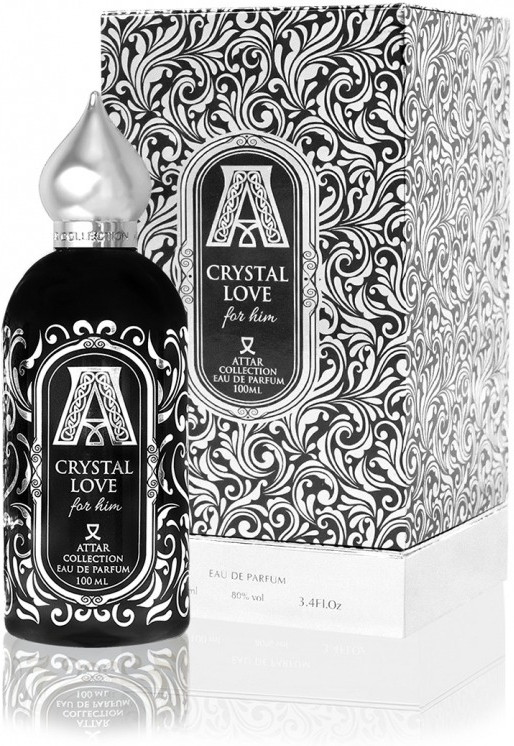 A
CRYSTAL
LOVE
for him
ATTAR
COLLECTION
EAU DE PARFUM
100ML
COLLECTION
A
CRYSTAL
LOVE
for him
ATTAR
COLLECTION
EAU DE PARFUM
100 ML
EAU DE PARFUM
80% vol
3.4FL.Oz